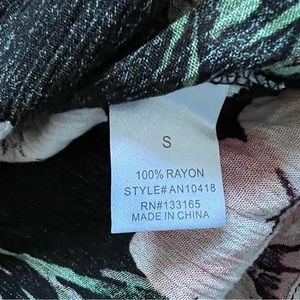 S
100% RAYON
STYLE# AN10418
RN#133165
MADE IN CHINA